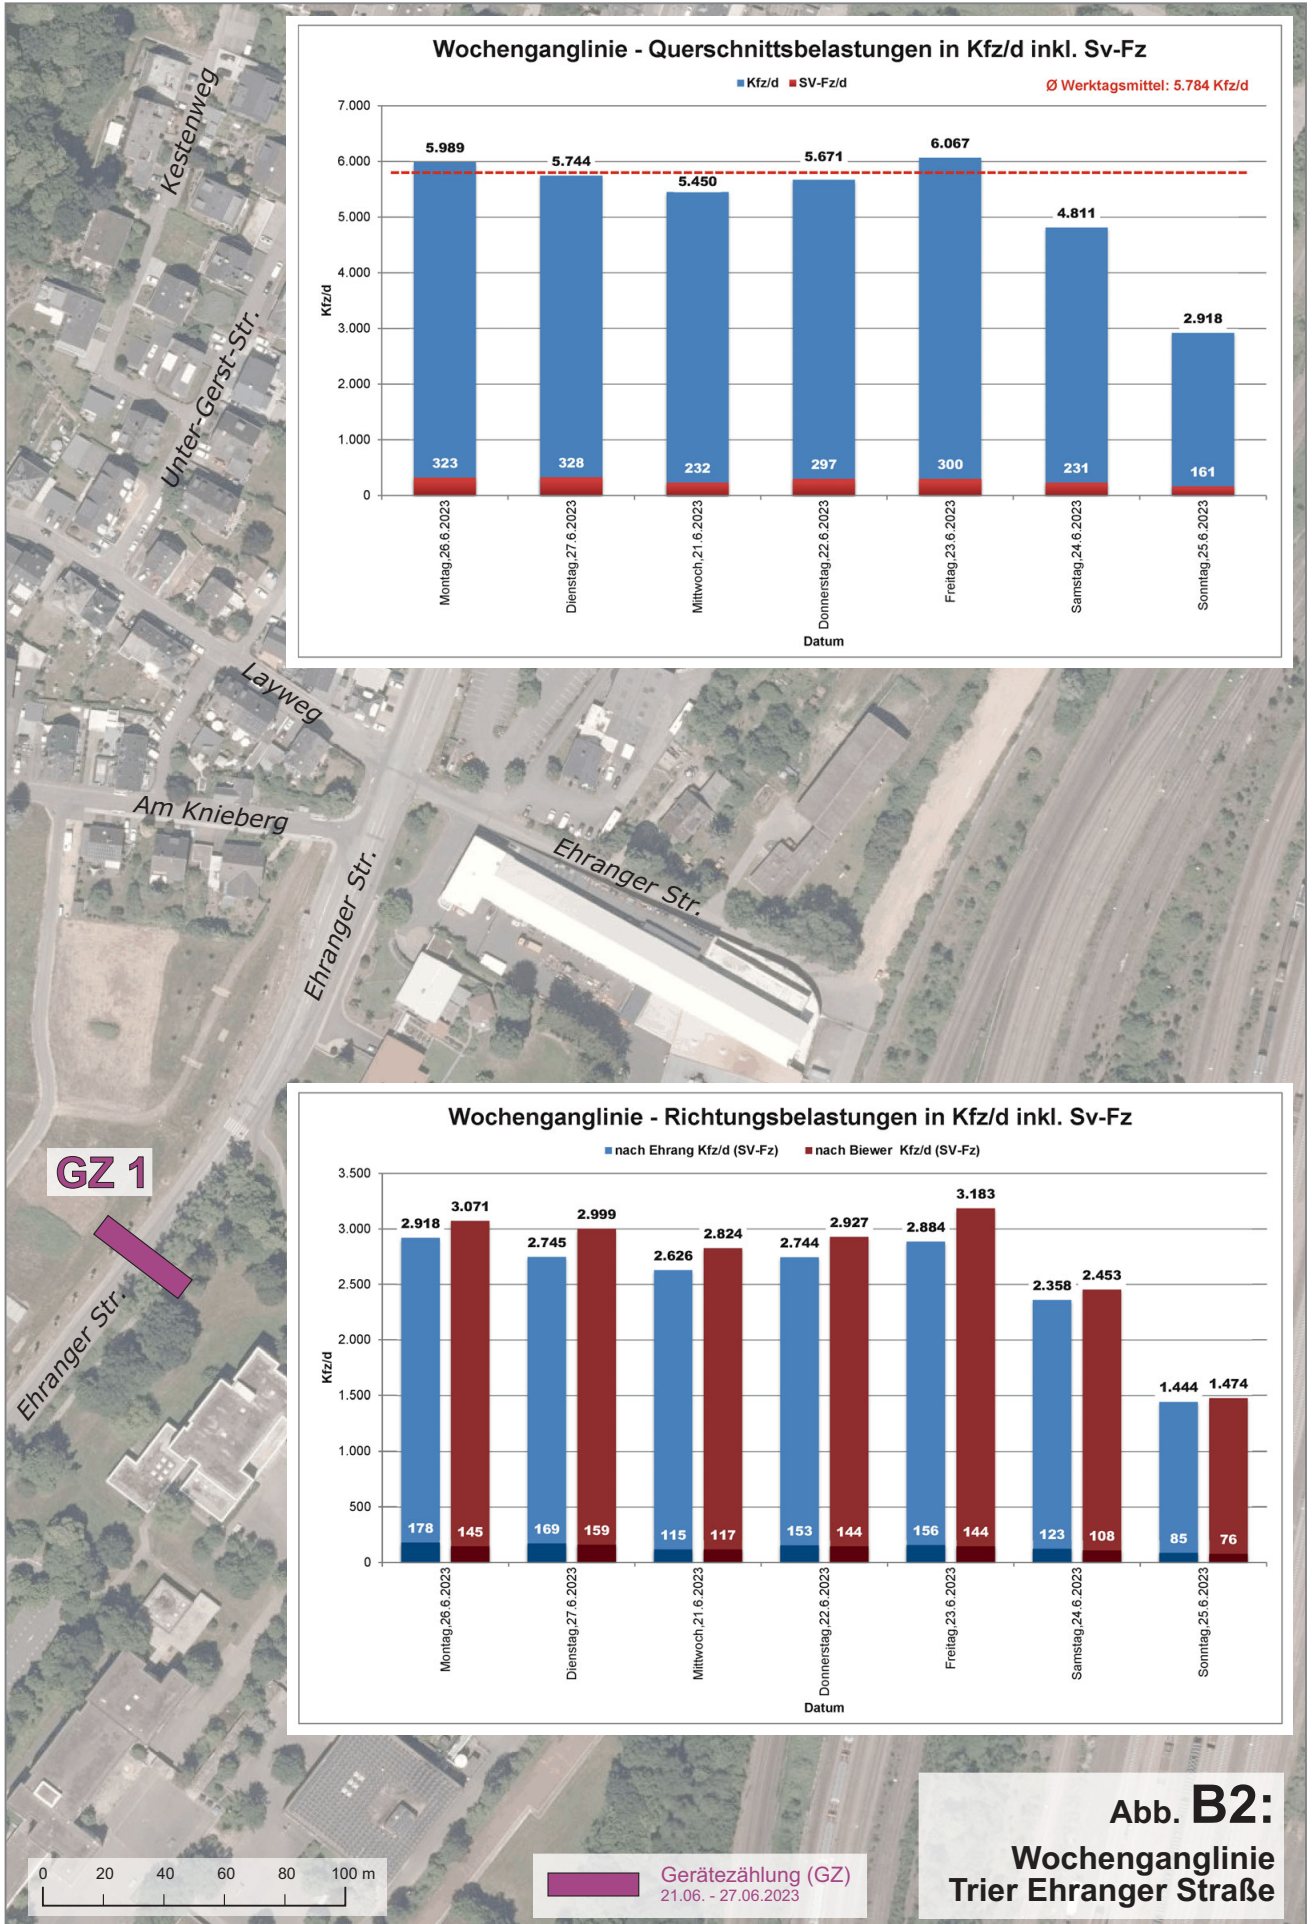 Wochenganglinie - Querschnittsbelastungen in Kfz/d inkl. Sv-Fz
Kfz/d SV-Fz/d
Ø Werktagsmittel: 5.784 Kfz/d
7.000
6.000
5.000
4.000
3.000
2.000
1.000
0
Kfz/d
5.989
5.744
5.450
5.671
6.067
4.811
2.918
323
328
232
297
300
231
161
Montag,26.6.2023
Dienstag,27.6.2023
Mittwoch,21.6.2023
Donnerstag,22.6.2023
Freitag,23.6.2023
Samstag,24.6.2023
Sonntag,25.6.2023
Datum
Kestenweg
Unter-Gerst-Str.
Layweg
Am Knieberg
Ehranger Str.
Ehranger Str.
GZ 1
Ehranger Str.
Wochenganglinie - Richtungsbelastungen in Kfz/d inkl. Sv-Fz
nach Ehrang Kfz/d (SV-Fz) nach Biewer Kfz/d (SV-Fz)
3.500
3.000
2.500
2.000
1.500
1.000
500
0
Kfz/d
2.918
3.071
2.745
2.999
2.626
2.824
2.744
2.927
2.884
3.183
2.358
2.453
1.444
1.474
178
145
169
159
115
117
153
144
156
144
123
108
85
76
Montag,26.6.2023
Dienstag,27.6.2023
Mittwoch,21.6.2023
Donnerstag,22.6.2023
Freitag,23.6.2023
Samstag,24.6.2023
Sonntag,25.6.2023
Datum
0 20 40 60 80 100 m
Gerätezählung (GZ)
21.06. - 27.06.2023
Abb. B2:
Wochenganglinie
Trier Ehranger Straße